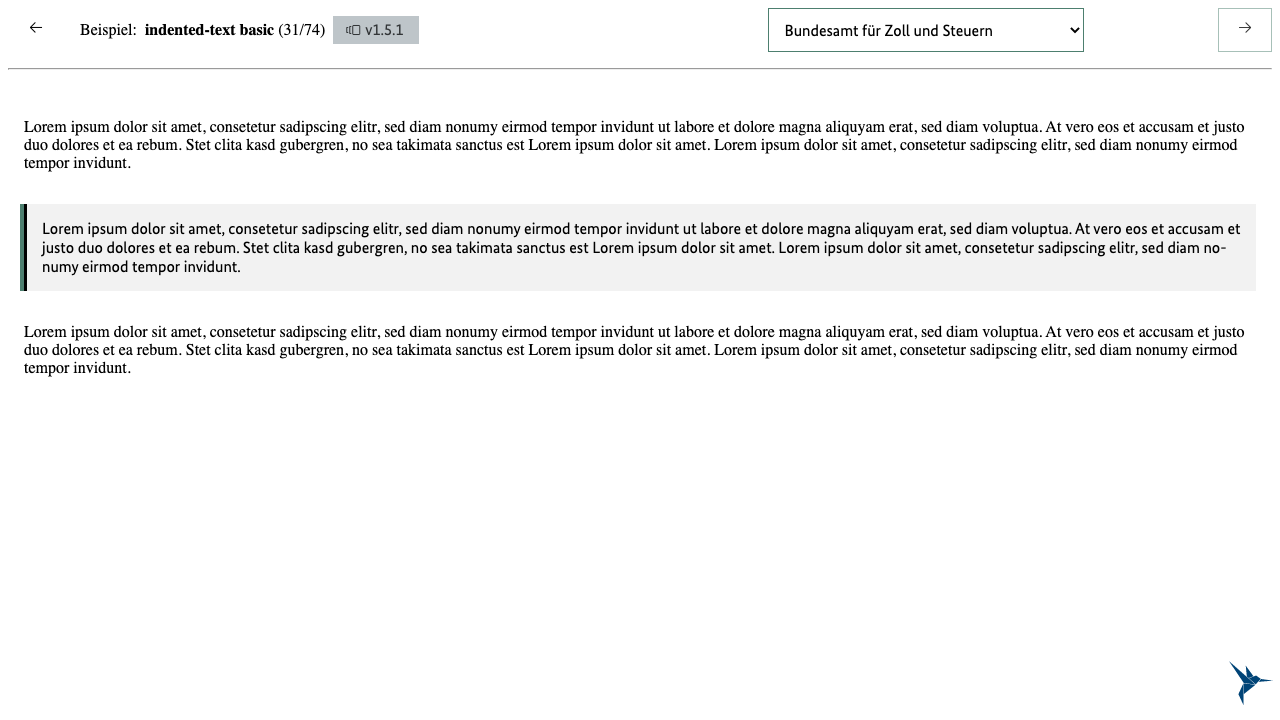 ← Beispiel: indented-text basic (31/74) v1.5.1 Bundesamt für Zoll und Steuern →
Lorem ipsum dolor sit amet, consetetur sadipscing elitr, sed diam nonumy eirmod tempor invidunt ut labore et dolore magna aliquyam erat, sed diam voluptua. At vero eos et accusam et justo
duo dolores et ea rebum. Stet clita kasd gubergren, no sea takimata sanctus est Lorem ipsum dolor sit amet. Lorem ipsum dolor sit amet, consetetur sadipscing elitr, sed diam nonumy eirmod
tempor invidunt.
Lorem ipsum dolor sit amet, consetetur sadipscing elitr, sed diam nonumy eirmod tempor invidunt ut labore et dolore magna aliquyam erat, sed diam voluptua. At vero eos et accusam et
justo duo dolores et ea rebum. Stet clita kasd gubergren, no sea takimata sanctus est Lorem ipsum dolor sit amet. Lorem ipsum dolor sit amet, consetetur sadipscing elitr, sed diam no-
numy eirmod tempor invidunt.
Lorem ipsum dolor sit amet, consetetur sadipscing elitr, sed diam nonumy eirmod tempor invidunt ut labore et dolore magna aliquyam erat, sed diam voluptua. At vero eos et accusam et justo
duo dolores et ea rebum. Stet clita kasd gubergren, no sea takimata sanctus est Lorem ipsum dolor sit amet. Lorem ipsum dolor sit amet, consetetur sadipscing elitr, sed diam nonumy eirmod
tempor invidunt.